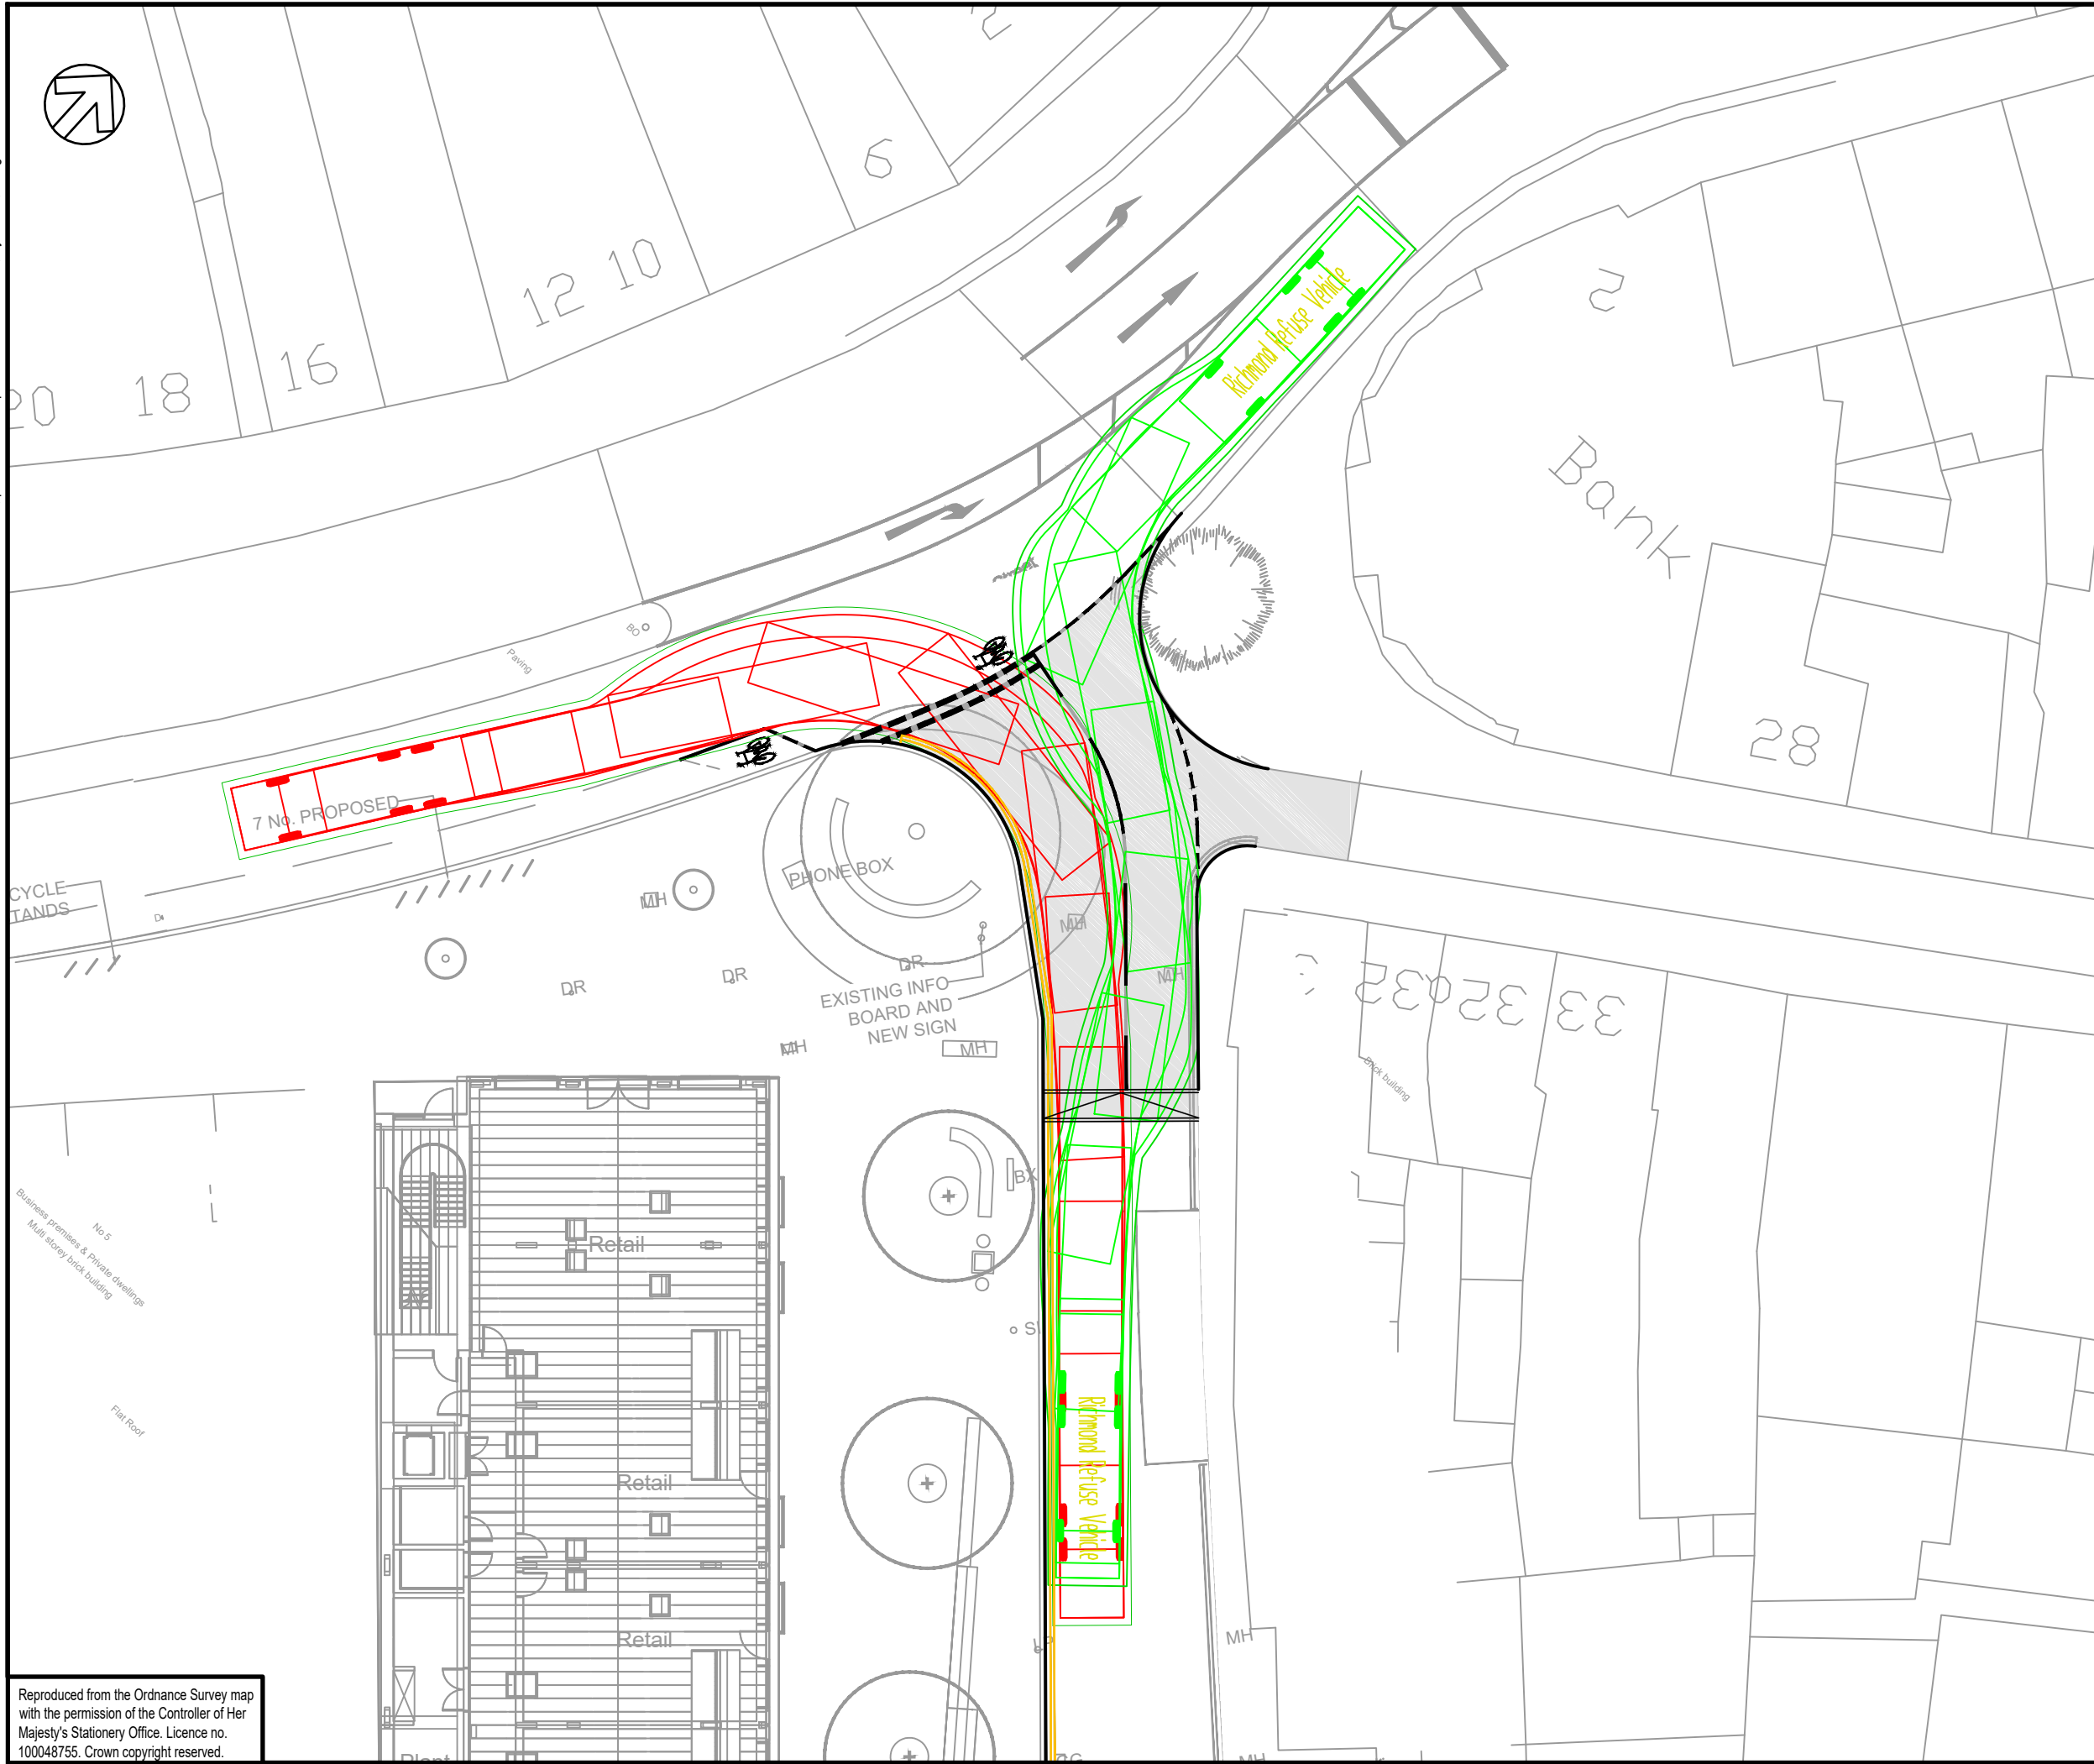 6
12 10
16
18
2
Bank
28
Richmond Refuse Vehicle
BO
Paving
7 No. PROPOSED
CYCLE
PHONE BOX
MH
MH
MH
DR
DR
DR
EXISTING INFO
BOARD AND
NEW SIGN
MH
MH
33
Brick building
BX
No 5
Business premises & Private dwellings
Multi storey brick building
Flat Roof
Retail
Retail
Retail
Richmond Refuse Vehicle
MH
MH
Reproduced from the Ordnance Survey map
with the permission of the Controller of Her
Majesty's Stationery Office. Licence no.
100048755. Crown copyright reserved.